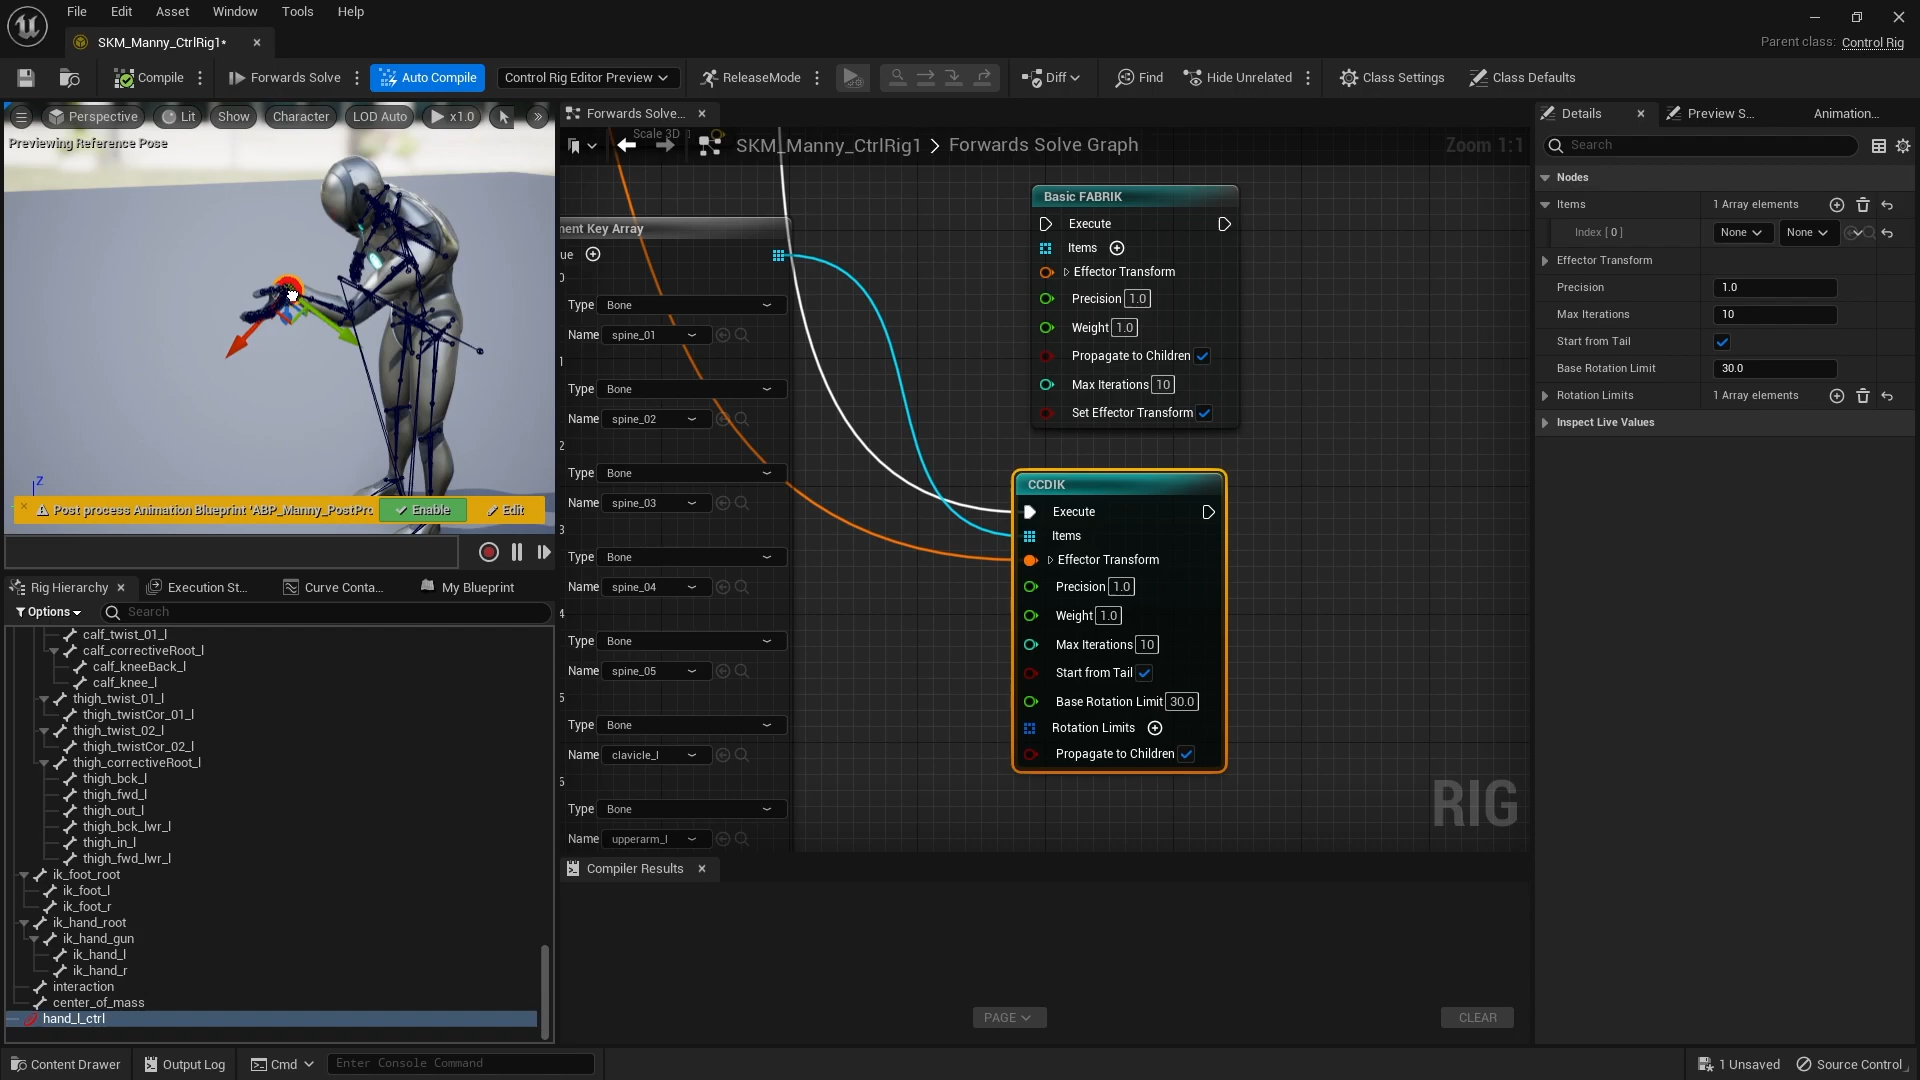 File
Edit
Asset
Window
Tools
Help
SKM_Manny_CtrlRig1*
Parent class: Control Rig
Compile
Forwards Solve
Auto Compile
Control Rig Editor Preview
ReleaseMode
Diff
Find
Hide Unrelated
Class Settings
Class Defaults
Perspective
Lit
Show
Character
LOD Auto
x1.0
Previewing Reference Pose
Z
Post process Animation Blueprint 'ABP_Manny_PostPro
Enable
Edit
Rig Hierarchy
Execution St...
Curve Conta...
My Blueprint
Options
Search
calf_twist_01_l
calf_correctiveRoot_l
calf_kneeBack_l
calf_knee_l
thigh_twist_01_l
thigh_twistCor_01_l
thigh_twist_02_l
thigh_twistCor_02_l
thigh_correctiveRoot_l
thigh_bck_l
thigh_fwd_l
thigh_out_l
thigh_bck_lwr_l
thigh_in_l
thigh_fwd_lwr_l
ik_foot_root
ik_foot_l
ik_foot_r
ik_hand_root
ik_hand_gun
ik_hand_l
ik_hand_r
interaction
center_of_mass
hand_l_ctrl
Forwards Solve...
Scale 3D
SKM_Manny_CtrlRig1 > Forwards Solve Graph
Zoom 1:1
nent Key Array
ue
0
Type Bone
Name spine_01
1
Type Bone
Name spine_02
2
Type Bone
Name spine_03
3
Type Bone
Name spine_04
4
Type Bone
Name spine_05
5
Type Bone
Name clavicle_l
6
Type Bone
Name upperarm_l
Basic FABRIK
Execute
Items
Effector Transform
Precision 1.0
Weight 1.0
Propagate to Children
Max Iterations 10
Set Effector Transform
CCDIK
Execute
Items
Effector Transform
Precision 1.0
Weight 1.0
Max Iterations 10
Start from Tail
Base Rotation Limit 30.0
Rotation Limits
Propagate to Children
RIG
Compiler Results
PAGE
CLEAR
Details
Preview S...
Animation...
Search
Nodes
Items 1 Array elements
Index [ 0 ] None None
Effector Transform
Precision 1.0
Max Iterations 10
Start from Tail
Base Rotation Limit 30.0
Rotation Limits 1 Array elements
Inspect Live Values
Content Drawer
Output Log
Cmd
Enter Console Command
1 Unsaved
Source Control